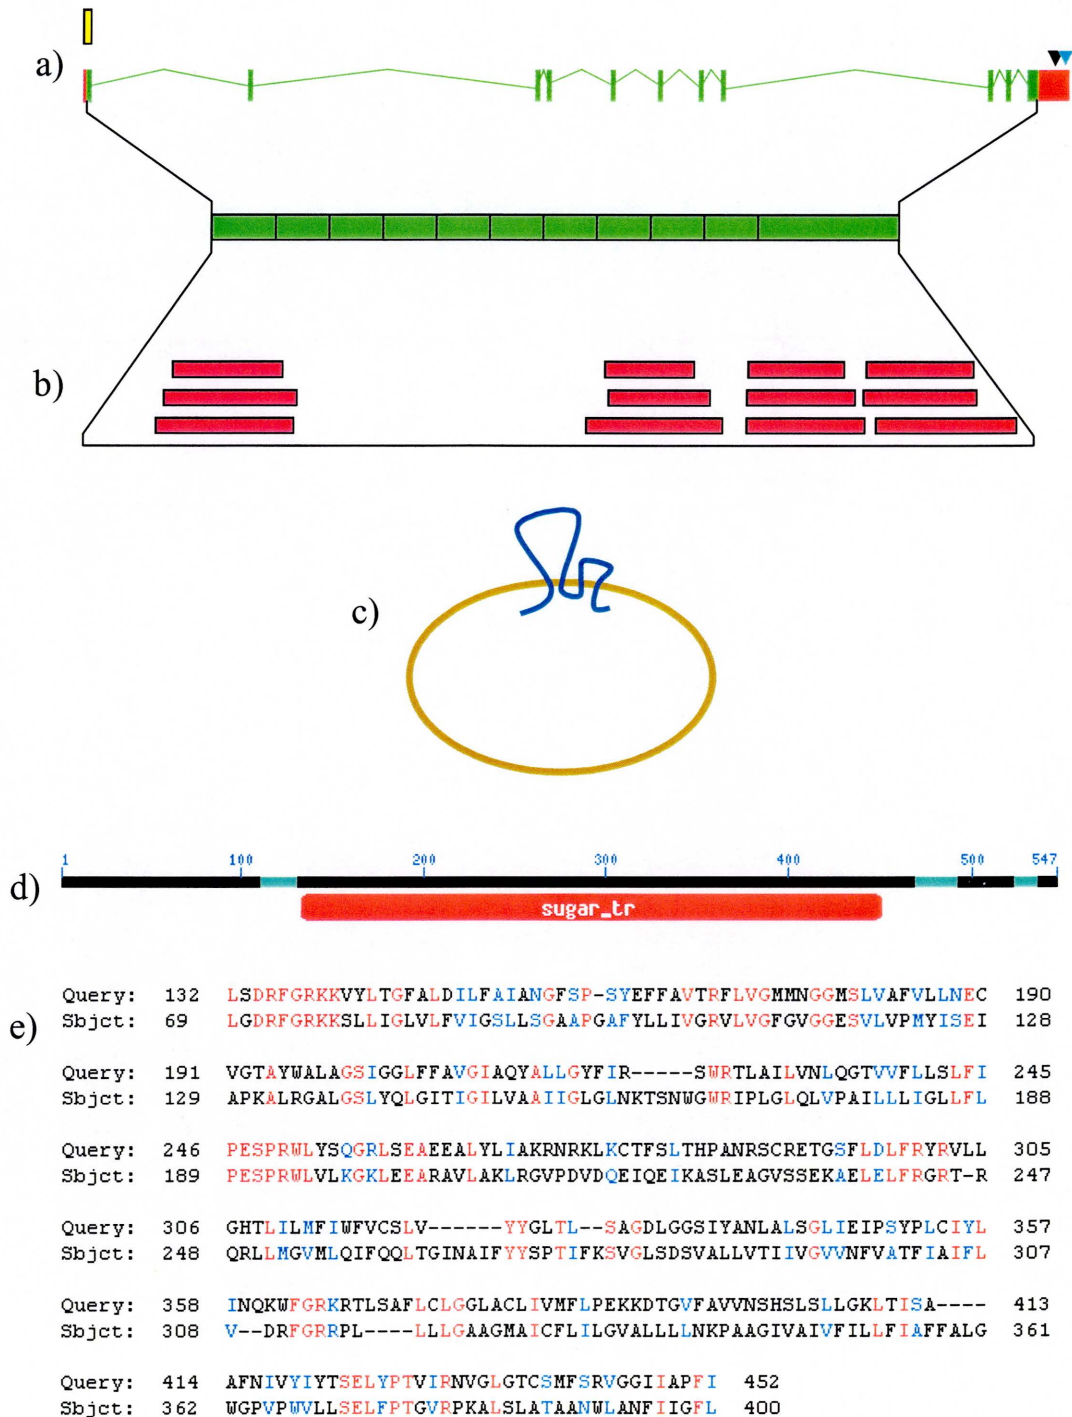 a)
b)
c)
d)
1 100 200 300 400 500 547
sugar_tr
e)
Query: 132 LSDRFGRKKVYLTGFALDILFAIANGFSP-SYEFFAVTRFLVGMMNGGMSLVAFVLLNEC 190
Sbjct: 69 LGDRFGRKKSLLIGLVLFVIGSLLSGAAPGAFYLLIVGRVLVGFGVGGESVLVPMYISEI 128
Query: 191 VGTAYWALAGSIGGLFFAVGIAQYALLGYFIR-----SWRTLAILVNLQGTVVFLLSLFI 245
Sbjct: 129 APKALRGALGSLYQLGITIGILVAAIIGLGLNKTSNWGWRIPLGLQLVPAILLLIGLLFL 188
Query: 246 PESPRWLYSQGRLSEAEEALYLIAKRNRKLKCTFSLTHPANRSCRETGSFLDLFRYRVLL 305
Sbjct: 189 PESPRWLVLKGKLEEARAVLAKLRGVPDVDQEIQEIKASLEAGVSSEKAELELFRGRT-R 247
Query: 306 GHTLILMFIWFVCSLV------YYGLTL--SAGDLGGSIYANLALSGLIEIPSYPLCIYL 357
Sbjct: 248 QRLLMGVMLQIFQQLTGINAIFYYSPTIFKSVGLSDSVALLVTIIVGVVNFVATFIAIFL 307
Query: 358 INQKWFGRKRTLSAFLCLGGLACLIVMFLPEKKDTGVFAVVNSHSLSLLGKLTISA---- 413
Sbjct: 308 V--DRFGRRPL----LLLGAAGMAICFLILGVALLLLNKPAAGIVAIVFILLFIAFFALG 361
Query: 414 AFNIVYIYTSELYPTVIRNVGLGTCSMFSRVGGIIAPFI 452
Sbjct: 362 WGPVPWVLLSELFPTGVRPKALSLATAANWLANFIIGFL 400